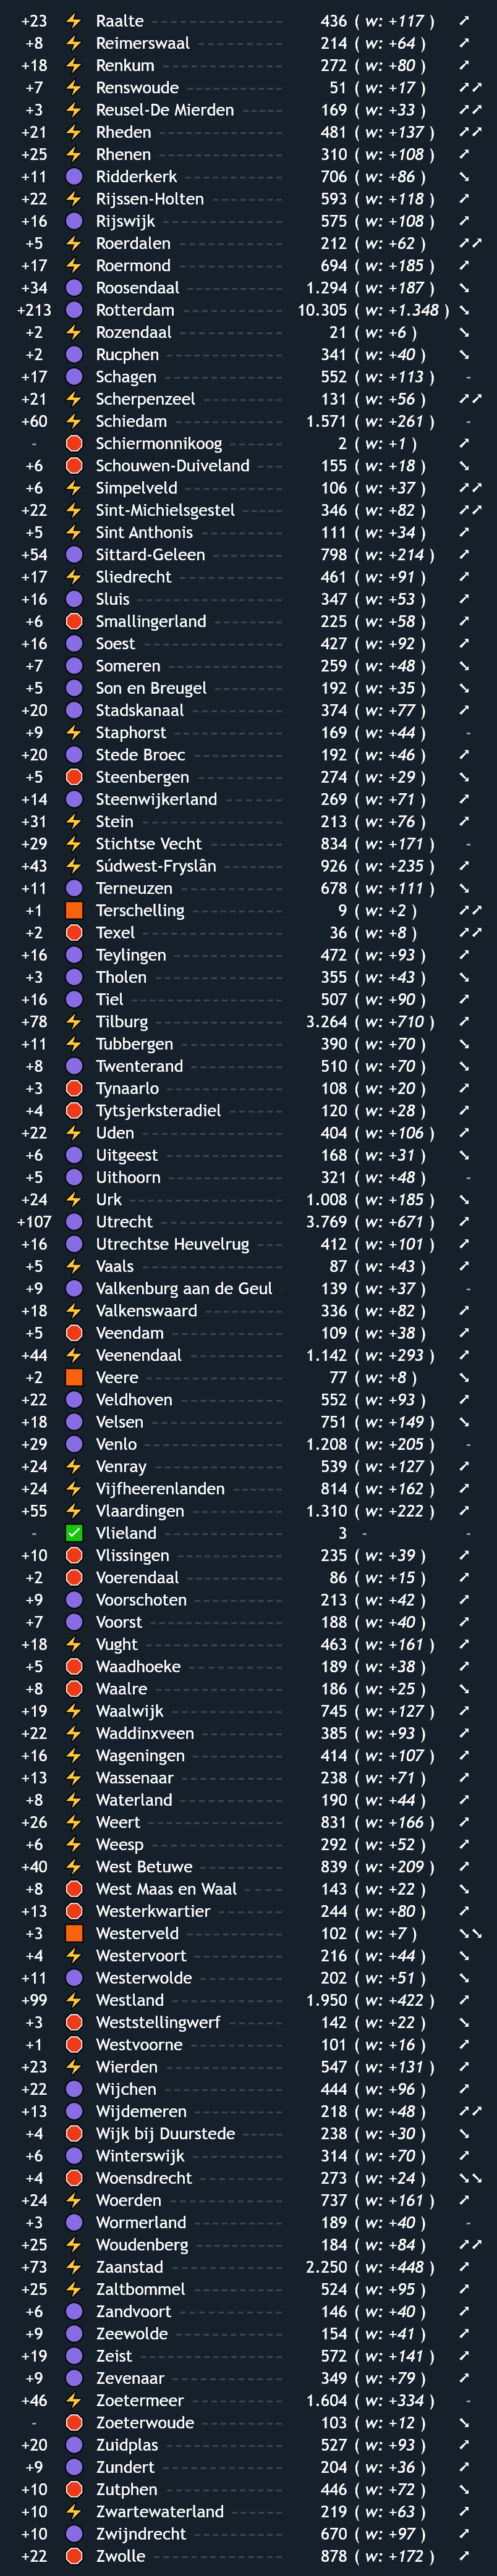 +23 Raalte 436 ( w: +117 )
+8 Reimerswaal 214 ( w: +64 )
+18 Renkum 272 ( w: +80 )
+7 Renswoude 51 ( w: +17 )
+3 Reusel-De Mierden 169 ( w: +33 )
+21 Rheden 481 ( w: +137 )
+25 Rhenen 310 ( w: +108 )
+11 Ridderkerk 706 ( w: +86 )
+22 Rijssen-Holten 593 ( w: +118 )
+16 Rijswijk 575 ( w: +108 )
+5 Roerdalen 212 ( w: +62 )
+17 Roermond 694 ( w: +185 )
+34 Roosendaal 1.294 ( w: +187 )
+213 Rotterdam 10.305 ( w: +1.348 )
+2 Rozendaal 21 ( w: +6 )
+2 Rucphen 341 ( w: +40 )
+17 Schagen 552 ( w: +113 ) -
+21 Scherpenzeel 131 ( w: +56 )
+60 Schiedam 1.571 ( w: +261 ) -
- Schiermonnikoog 2 ( w: +1 )
+6 Schouwen-Duiveland 155 ( w: +18 )
+6 Simpelveld 106 ( w: +37 )
+22 Sint-Michielsgestel 346 ( w: +82 )
+5 Sint Anthonis 111 ( w: +34 )
+54 Sittard-Geleen 798 ( w: +214 )
+17 Sliedrecht 461 ( w: +91 )
+16 Sluis 347 ( w: +53 )
+6 Smallingerland 225 ( w: +58 )
+16 Soest 427 ( w: +92 )
+7 Someren 259 ( w: +48 )
+5 Son en Breugel 192 ( w: +35 )
+20 Stadskanaal 374 ( w: +77 )
+9 Staphorst 169 ( w: +44 ) -
+20 Stede Broec 192 ( w: +46 )
+5 Steenbergen 274 ( w: +29 )
+14 Steenwijkerland 269 ( w: +71 )
+31 Stein 213 ( w: +76 )
+29 Stichtse Vecht 834 ( w: +171 ) -
+43 Súdwest-Fryslân 926 ( w: +235 )
+11 Terneuzen 678 ( w: +111 )
+1 Terschelling 9 ( w: +2 )
+2 Texel 36 ( w: +8 )
+16 Teylingen 472 ( w: +93 )
+3 Tholen 355 ( w: +43 )
+16 Tiel 507 ( w: +90 )
+78 Tilburg 3.264 ( w: +710 )
+11 Tubbergen 390 ( w: +70 )
+8 Twenterand 510 ( w: +70 )
+3 Tynaarlo 108 ( w: +20 )
+4 Tytsjerksteradiel 120 ( w: +28 )
+22 Uden 404 ( w: +106 )
+6 Uitgeest 168 ( w: +31 )
+5 Uithoorn 321 ( w: +48 ) -
+24 Urk 1.008 ( w: +185 )
+107 Utrecht 3.769 ( w: +671 )
+16 Utrechtse Heuvelrug 412 ( w: +101 )
+5 Vaals 87 ( w: +43 )
+9 Valkenburg aan de Geul 139 ( w: +37 ) -
+18 Valkenswaard 336 ( w: +82 )
+5 Veendam 109 ( w: +38 )
+44 Veenendaal 1.142 ( w: +293 )
+2 Veere 77 ( w: +8 )
+22 Veldhoven 552 ( w: +93 )
+18 Velsen 751 ( w: +149 )
+29 Venlo 1.208 ( w: +205 ) -
+24 Venray 539 ( w: +127 )
+24 Vijfheerenlanden 814 ( w: +162 )
+55 Vlaardingen 1.310 ( w: +222 )
- Vlieland 3 - -
+10 Vlissingen 235 ( w: +39 )
+2 Voerendaal 86 ( w: +15 )
+9 Voorschoten 213 ( w: +42 )
+7 Voorst 188 ( w: +40 )
+18 Vught 463 ( w: +161 )
+5 Waadhoeke 189 ( w: +38 )
+8 Waalre 186 ( w: +25 )
+19 Waalwijk 745 ( w: +127 )
+22 Waddinxveen 385 ( w: +93 )
+16 Wageningen 414 ( w: +107 )
+13 Wassenaar 238 ( w: +71 )
+8 Waterland 190 ( w: +44 )
+26 Weert 831 ( w: +166 )
+6 Weesp 292 ( w: +52 )
+40 West Betuwe 839 ( w: +209 )
+8 West Maas en Waal 143 ( w: +22 )
+13 Westerkwartier 244 ( w: +80 )
+3 Westerveld 102 ( w: +7 )
+4 Westervoort 216 ( w: +44 )
+11 Westerwolde 202 ( w: +51 )
+99 Westland 1.950 ( w: +422 )
+3 Weststellingwerf 142 ( w: +22 )
+1 Westvoorne 101 ( w: +16 )
+23 Wierden 547 ( w: +131 )
+22 Wijchen 444 ( w: +96 )
+13 Wijdemeren 218 ( w: +48 )
+4 Wijk bij Duurstede 238 ( w: +30 )
+6 Winterswijk 314 ( w: +70 )
+4 Woensdrecht 273 ( w: +24 )
+24 Woerden 737 ( w: +161 )
+3 Wormerland 189 ( w: +40 ) -
+25 Woudenberg 184 ( w: +84 )
+73 Zaanstad 2.250 ( w: +448 )
+25 Zaltbommel 524 ( w: +95 )
+6 Zandvoort 146 ( w: +40 )
+9 Zeewolde 154 ( w: +41 )
+19 Zeist 572 ( w: +141 )
+9 Zevenaar 349 ( w: +79 )
+46 Zoetermeer 1.604 ( w: +334 ) -
- Zoeterwoude 103 ( w: +12 )
+20 Zuidplas 527 ( w: +93 )
+9 Zundert 204 ( w: +36 )
+10 Zutphen 446 ( w: +72 )
+10 Zwartewaterland 219 ( w: +63 )
+10 Zwijndrecht 670 ( w: +97 )
+22 Zwolle 878 ( w: +172 )